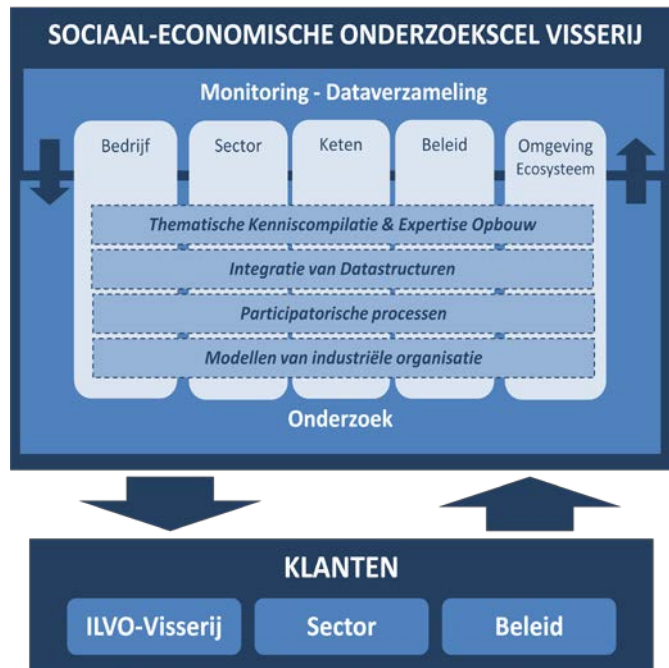 SOCIAAL-ECONOMISCHE ONDERZOEKSCEL VISSERIJ
Monitoring - Dataverzameling
Bedrijf
Sector
Keten
Beleid
Omgeving
Ecosysteem
Thematische Kenniscompilatie & Expertise Opbouw
Integratie van Datastructuren
Participatorische processen
Modellen van industriële organisatie
Onderzoek
KLANTEN
ILVO-Visserij
Sector
Beleid